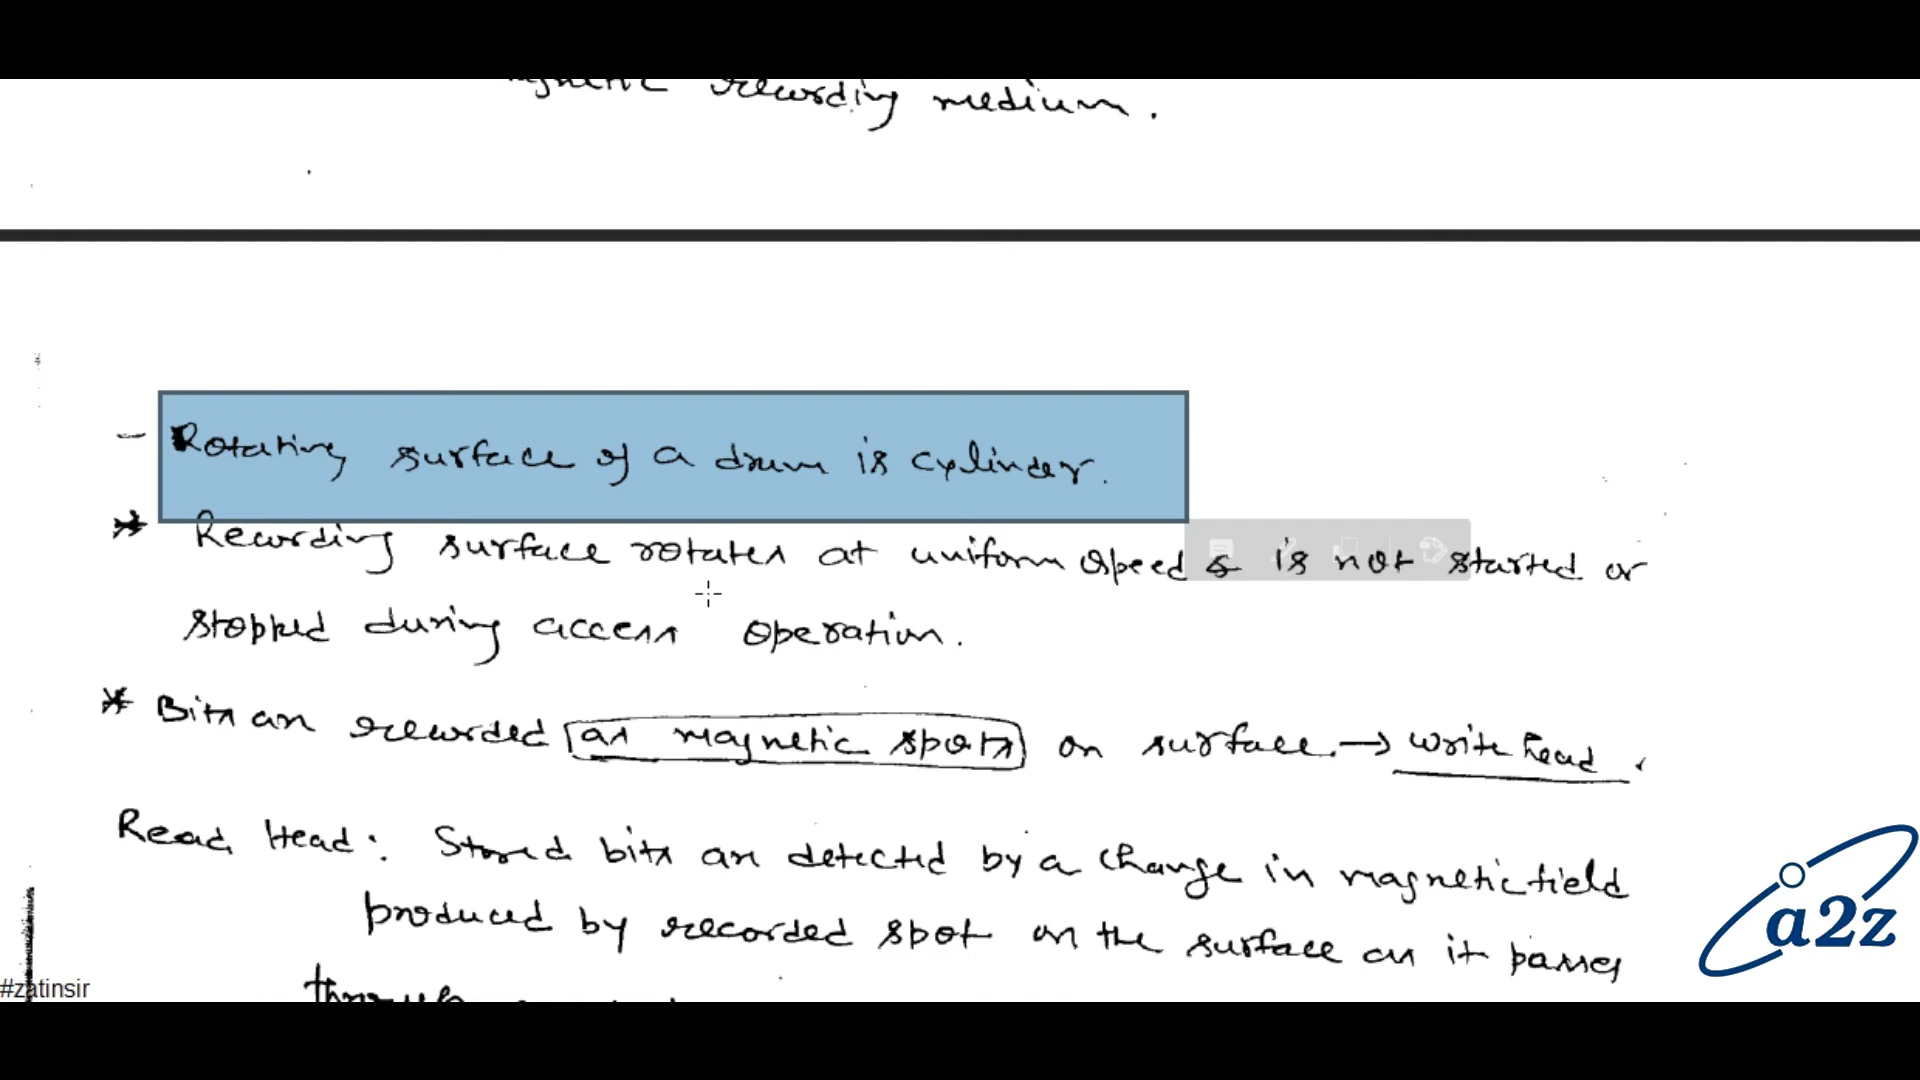 recording medium.
- Rotating surface of a drum is cylinder.
* Recording surface rotates at uniform speed & is not started or
stopped during access operation.
* Bits are recorded as magnetic spots on surface. → write head.
Read Head: Stored bits are detected by a change in magnetic field
produced by recorded spot on the surface as it passes
through
a2z
#zatinsir